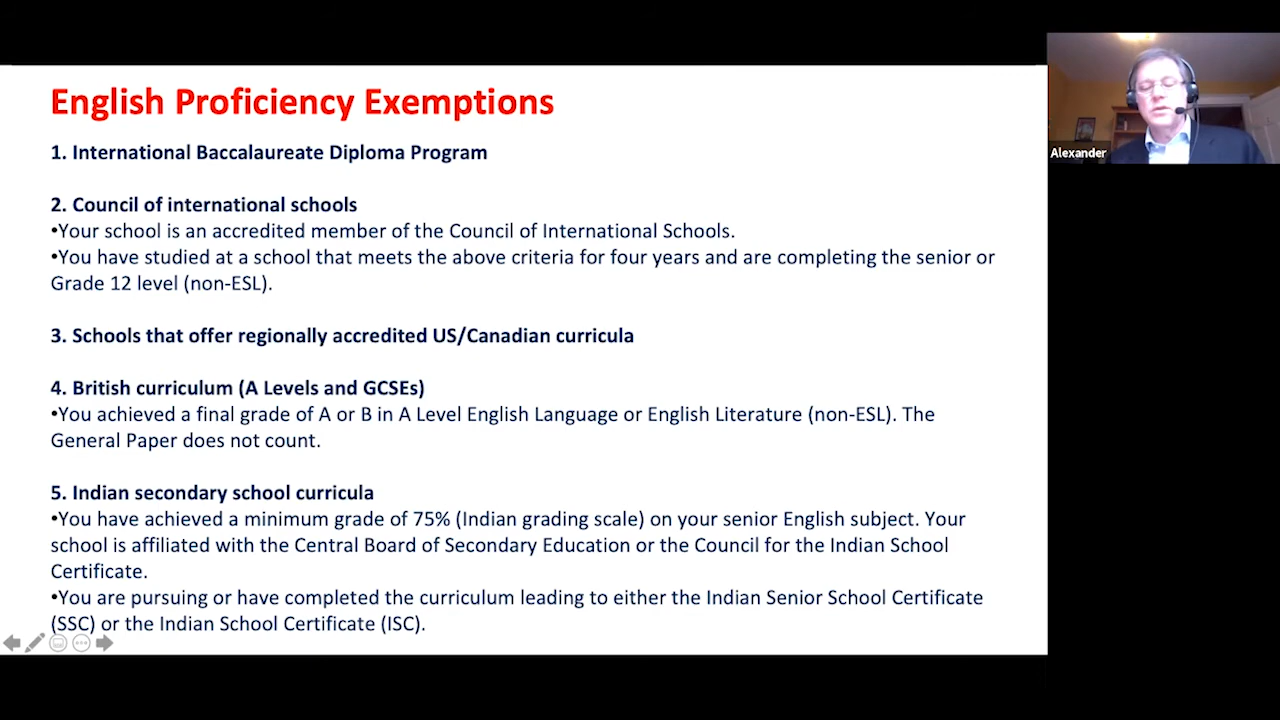 English Proficiency Exemptions
Alexander
1. International Baccalaureate Diploma Program
2. Council of international schools
•Your school is an accredited member of the Council of International Schools.
•You have studied at a school that meets the above criteria for four years and are completing the senior or
Grade 12 level (non-ESL).
3. Schools that offer regionally accredited US/Canadian curricula
4. British curriculum (A Levels and GCSEs)
•You achieved a final grade of A or B in A Level English Language or English Literature (non-ESL). The
General Paper does not count.
5. Indian secondary school curricula
•You have achieved a minimum grade of 75% (Indian grading scale) on your senior English subject. Your
school is affiliated with the Central Board of Secondary Education or the Council for the Indian School
Certificate.
•You are pursuing or have completed the curriculum leading to either the Indian Senior School Certificate
(SSC) or the Indian School Certificate (ISC).